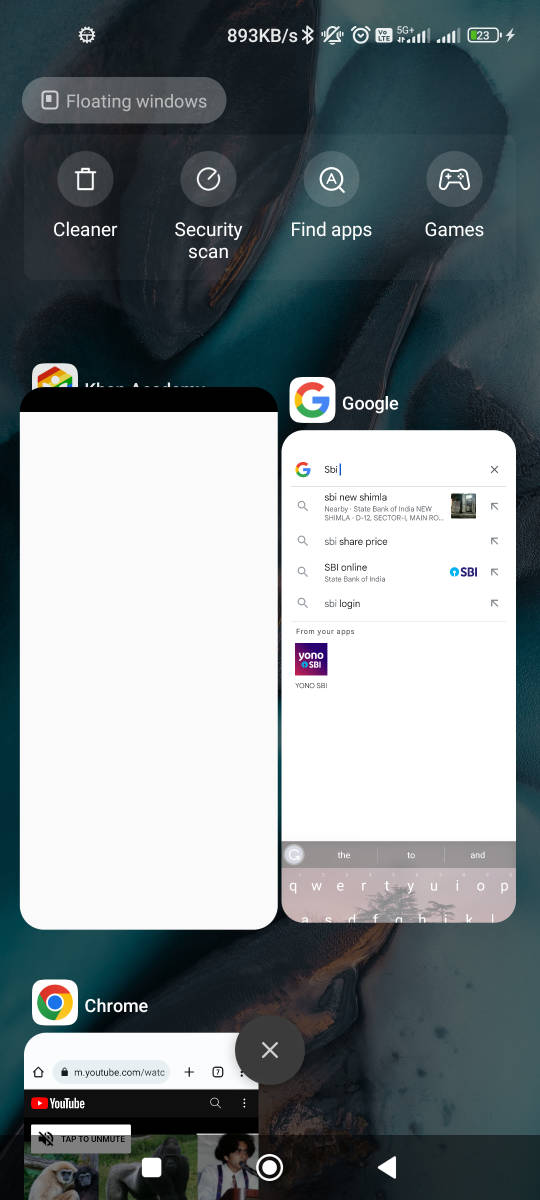 893KB/s Vo LTE 5G+ 23
Floating windows
Cleaner
Security
scan
Find apps
Games
Khan Academy
Google
Sbi
sbi new shimla
Nearby · State Bank of India NEW
SHIMLA · D-12, SECTOR-I, MAIN RO...
sbi share price
SBI online
State Bank of India
SBI
sbi login
From your apps
yono
SBI
YONO SBI
the to and
q w e r t y u i o p
a s d f g h j k l
Chrome
m.youtube.com/watc
7
YouTube
TAP TO UNMUTE